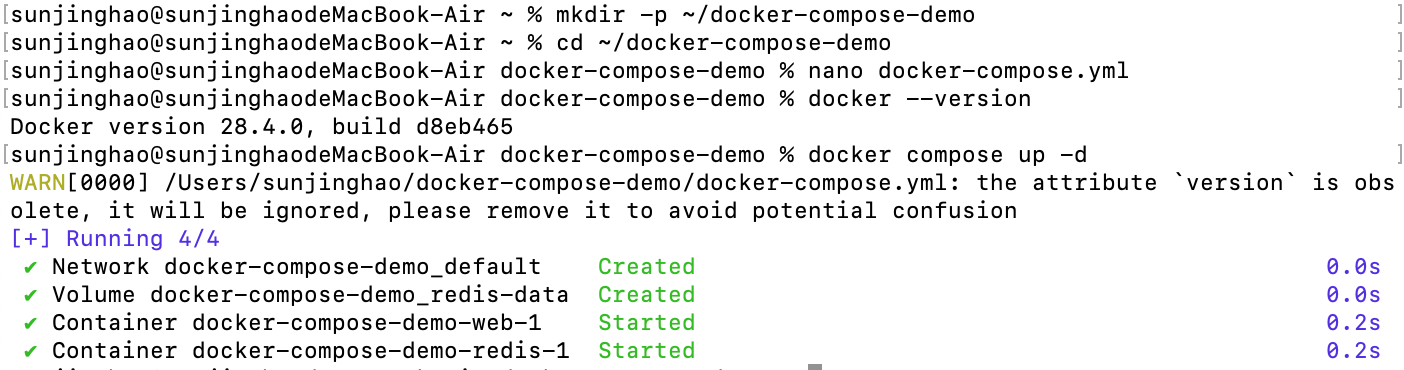 [sunjinghao@sunjinghaodeMacBook-Air ~ % mkdir -p ~/docker-compose-demo ]
[sunjinghao@sunjinghaodeMacBook-Air ~ % cd ~/docker-compose-demo ]
[sunjinghao@sunjinghaodeMacBook-Air docker-compose-demo % nano docker-compose.yml ]
[sunjinghao@sunjinghaodeMacBook-Air docker-compose-demo % docker --version ]
Docker version 28.4.0, build d8eb465
[sunjinghao@sunjinghaodeMacBook-Air docker-compose-demo % docker compose up -d ]
WARN[0000] /Users/sunjinghao/docker-compose-demo/docker-compose.yml: the attribute `version` is obs
olete, it will be ignored, please remove it to avoid potential confusion
[+] Running 4/4
✔ Network docker-compose-demo_default Created 0.0s
✔ Volume docker-compose-demo_redis-data Created 0.0s
✔ Container docker-compose-demo-web-1 Started 0.2s
✔ Container docker-compose-demo-redis-1 Started 0.2s